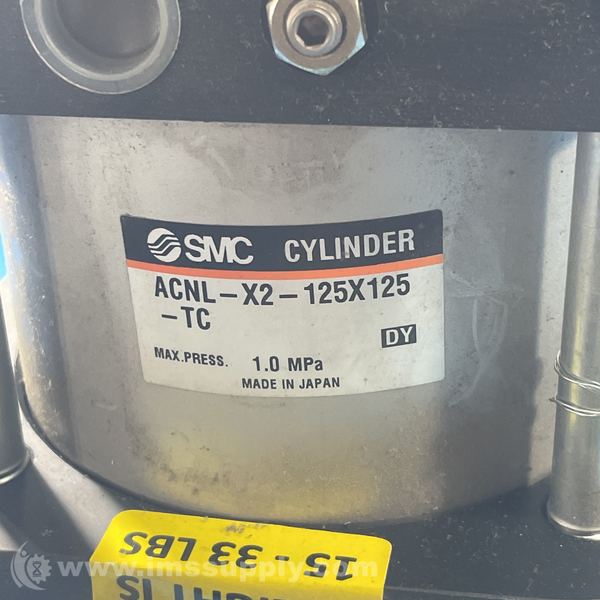 SMC CYLINDER
ACNL-X2-125X125
-TC
DY
MAX.PRESS. 1.0 MPa
MADE IN JAPAN
15 - 33 LBS
www.imssupply.com